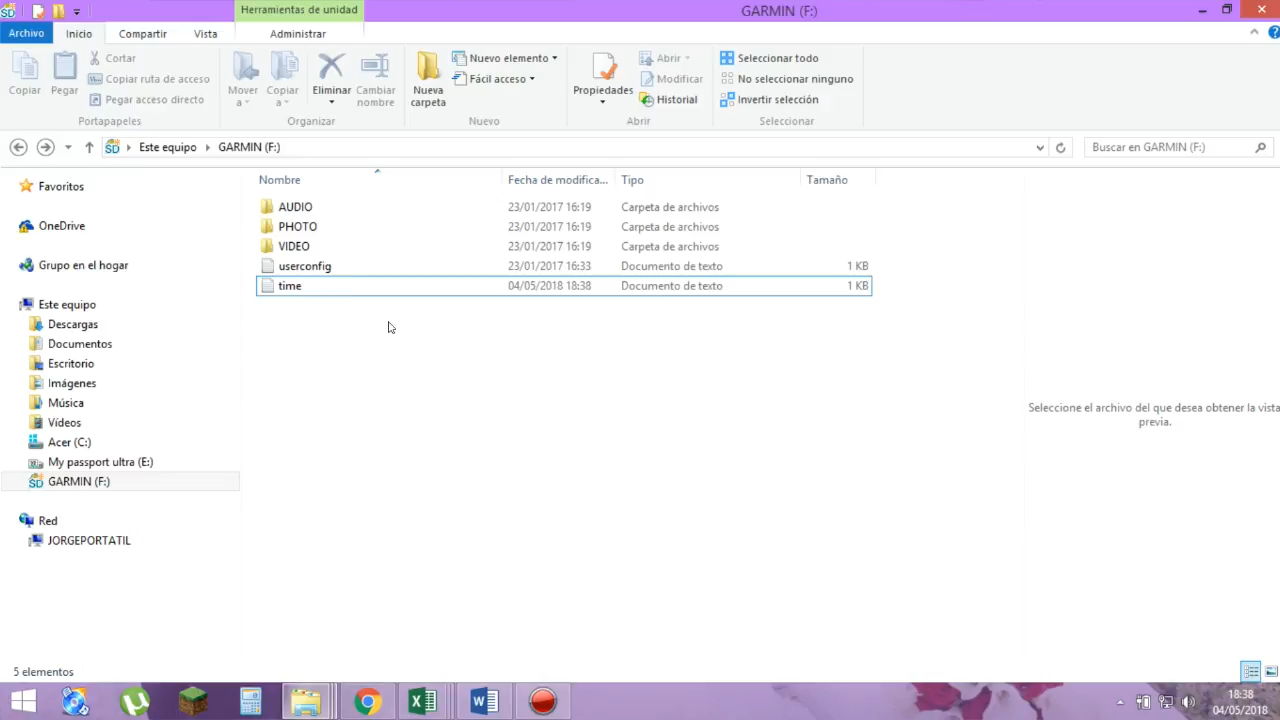 Herramientas de unidad
GARMIN (F:)
Archivo Inicio Compartir Vista Administrar
Copiar
Pegar
Cortar
Copiar ruta de acceso
Pegar acceso directo
Portapapeles
Mover a
Copiar a
Eliminar
Cambiar nombre
Organizar
Nueva carpeta
Nuevo elemento
Fácil acceso
Nuevo
Propiedades
Abrir
Modificar
Historial
Abrir
Seleccionar todo
No seleccionar ninguno
Invertir selección
Seleccionar
Este equipo GARMIN (F:)
Buscar en GARMIN (F:)
Favoritos
OneDrive
Grupo en el hogar
Este equipo
Descargas
Documentos
Escritorio
Imágenes
Música
Vídeos
Acer (C:)
My passport ultra (E:)
GARMIN (F:)
Red
JORGEPORTATIL
Nombre Fecha de modifica... Tipo Tamaño
AUDIO 23/01/2017 16:19 Carpeta de archivos
PHOTO 23/01/2017 16:19 Carpeta de archivos
VIDEO 23/01/2017 16:19 Carpeta de archivos
userconfig 23/01/2017 16:33 Documento de texto 1 KB
time 04/05/2018 18:38 Documento de texto 1 KB
Seleccione el archivo del que desea obtener la vista
previa.
5 elementos
18:38
04/05/2018